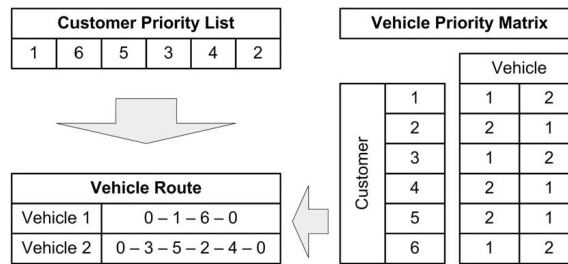 Customer Priority List
1 6 5 3 4 2
Vehicle Route
Vehicle 1 0 – 1 – 6 – 0
Vehicle 2 0 – 3 – 5 – 2 – 4 – 0
Vehicle Priority Matrix
Vehicle
Customer
1 1 2
2 2 1
3 1 2
4 2 1
5 2 1
6 1 2